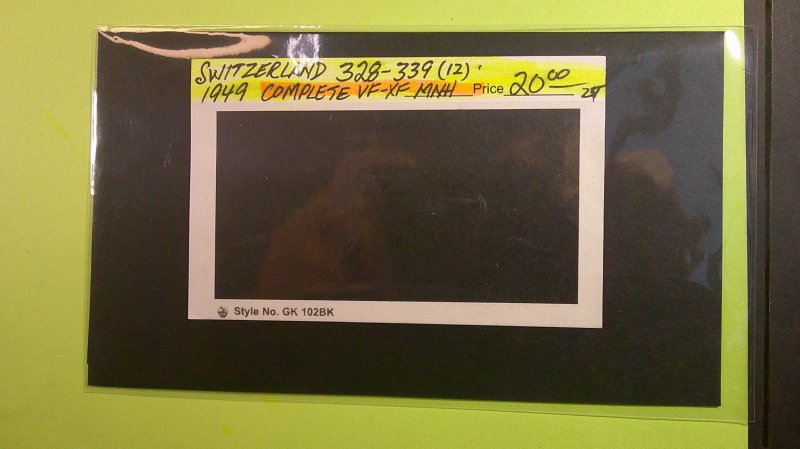 SWITZERLAND 328-339 (12)
1949 COMPLETE VF-XF MNH Price 20.00
Style No. GK 102BK